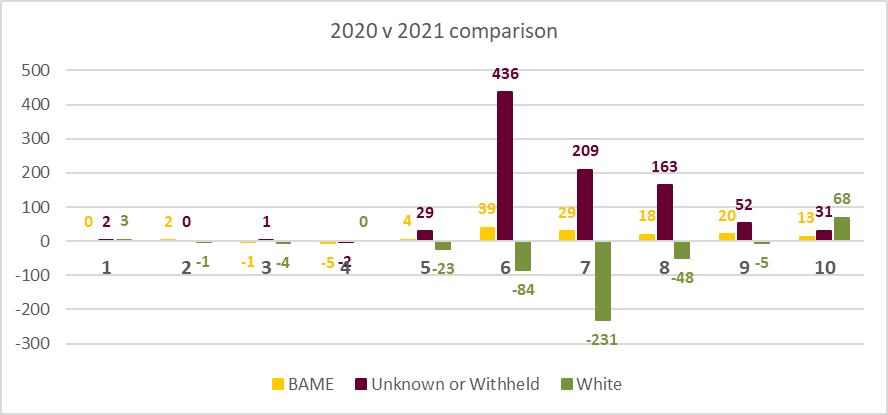 2020 v 2021 comparison
500
400
300
200
100
0
-100
-200
-300
0 2 3
2 0 -1
-1 1 -4
-5 -2 0
4 29 -23
39 436 -84
29 209 -231
18 163 -48
20 52 -5
13 31 68
1 2 3 4 5 6 7 8 9 10
BAME Unknown or Withheld White